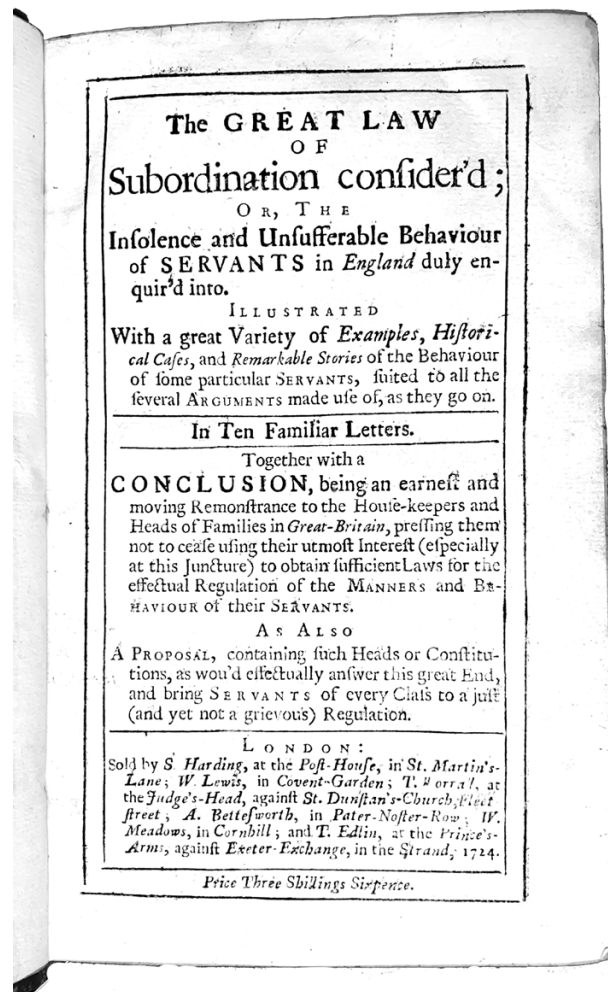 The GREAT LAW
OF
Subordination conſider'd;
OR, THE
Inſolence and Unſufferable Behaviour
of SERVANTS in England duly en-
quir'd into.
ILLUSTRATED
With a great Variety of Examples, Hiſtori-
cal Caſes, and Remarkable Stories of the Behaviour
of ſome particular SERVANTS, ſuited to all the
ſeveral ARGUMENTS made uſe of, as they go on.
In Ten Familiar Letters.
Together with a
CONCLUSION, being an earneſt and
moving Remonſtrance to the Houſe-keepers and
Heads of Families in Great-Britain, preſſing them
not to ceaſe uſing their utmoſt Intereſt (eſpecially
at this Juncture) to obtain ſufficient Laws for the
effectual Regulation of the MANNERS and BE-
HAVIOUR of their SERVANTS.
AS ALSO
A PROPOSAL, containing ſuch Heads or Conſtitu-
tions, as wou'd effectually anſwer this great End,
and bring SERVANTS of every Claſs to a juſt
(and yet not a grievous) Regulation.
LONDON:
Sold by S. Harding, at the Poſt-Houſe, in St. Martin's-
Lane; W. Lewis, in Covent-Garden; T. at
the Judge's-Head, againſt St. Dunſtan's-Church, Fleet
ſtreet; A. Betteſworth, in Pater-Noſter-Row; W.
Meadows, in Cornhill; and T. Edlin, at the Prince's-
Arms, againſt Exeter-Exchange, in the Strand, 1724.
Price Three Shillings Sixpence.